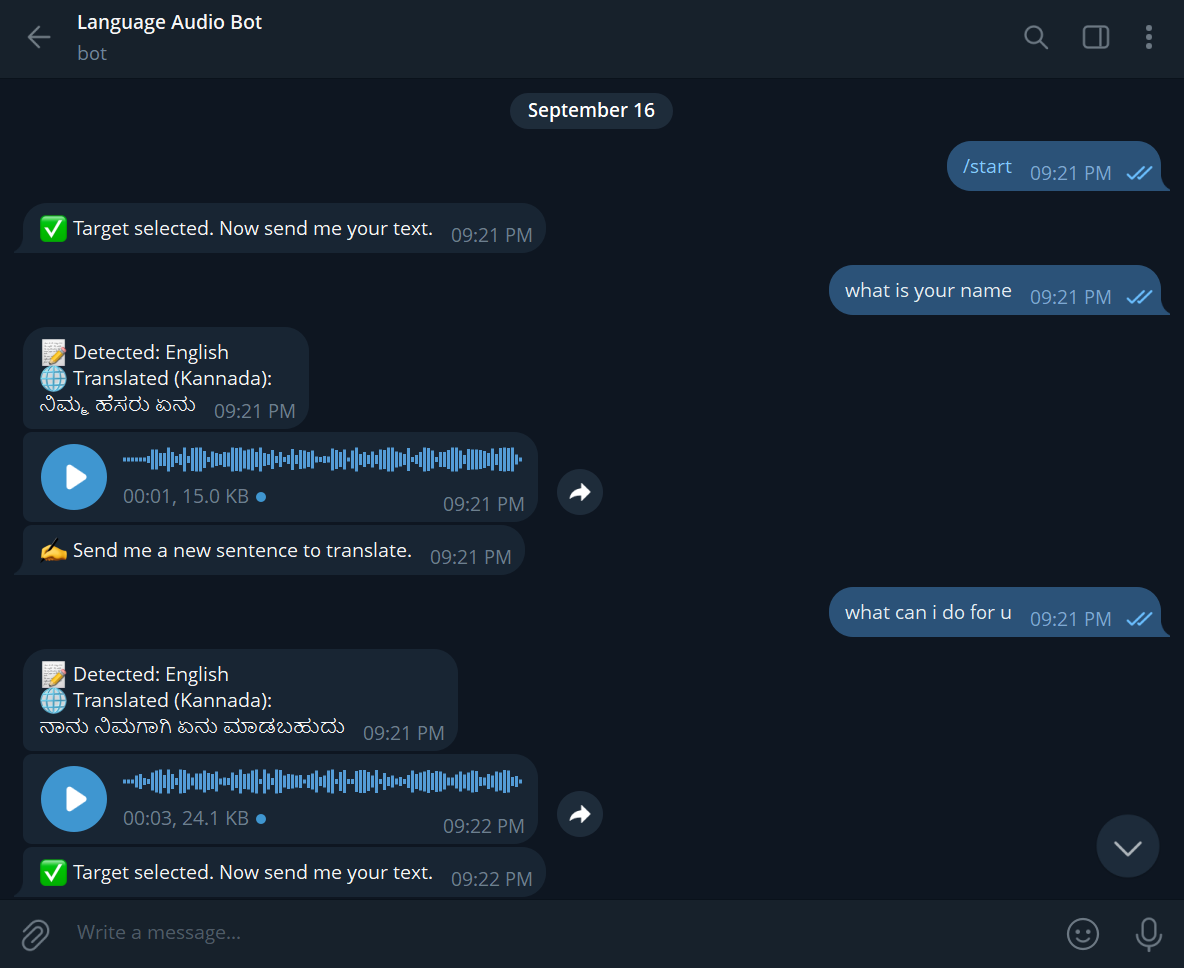 Language Audio Bot
bot
September 16
/start 09:21 PM
✅ Target selected. Now send me your text. 09:21 PM
what is your name 09:21 PM
📝 Detected: English
🌐 Translated (Kannada):
ನಿಮ್ಮ ಹೆಸರು ಏನು 09:21 PM
00:01, 15.0 KB 09:21 PM
✍️ Send me a new sentence to translate. 09:21 PM
what can i do for u 09:21 PM
📝 Detected: English
🌐 Translated (Kannada):
ನಾನು ನಿಮಗಾಗಿ ಏನು ಮಾಡಬಹುದು 09:21 PM
00:03, 24.1 KB 09:22 PM
✅ Target selected. Now send me your text. 09:22 PM
Write a message...